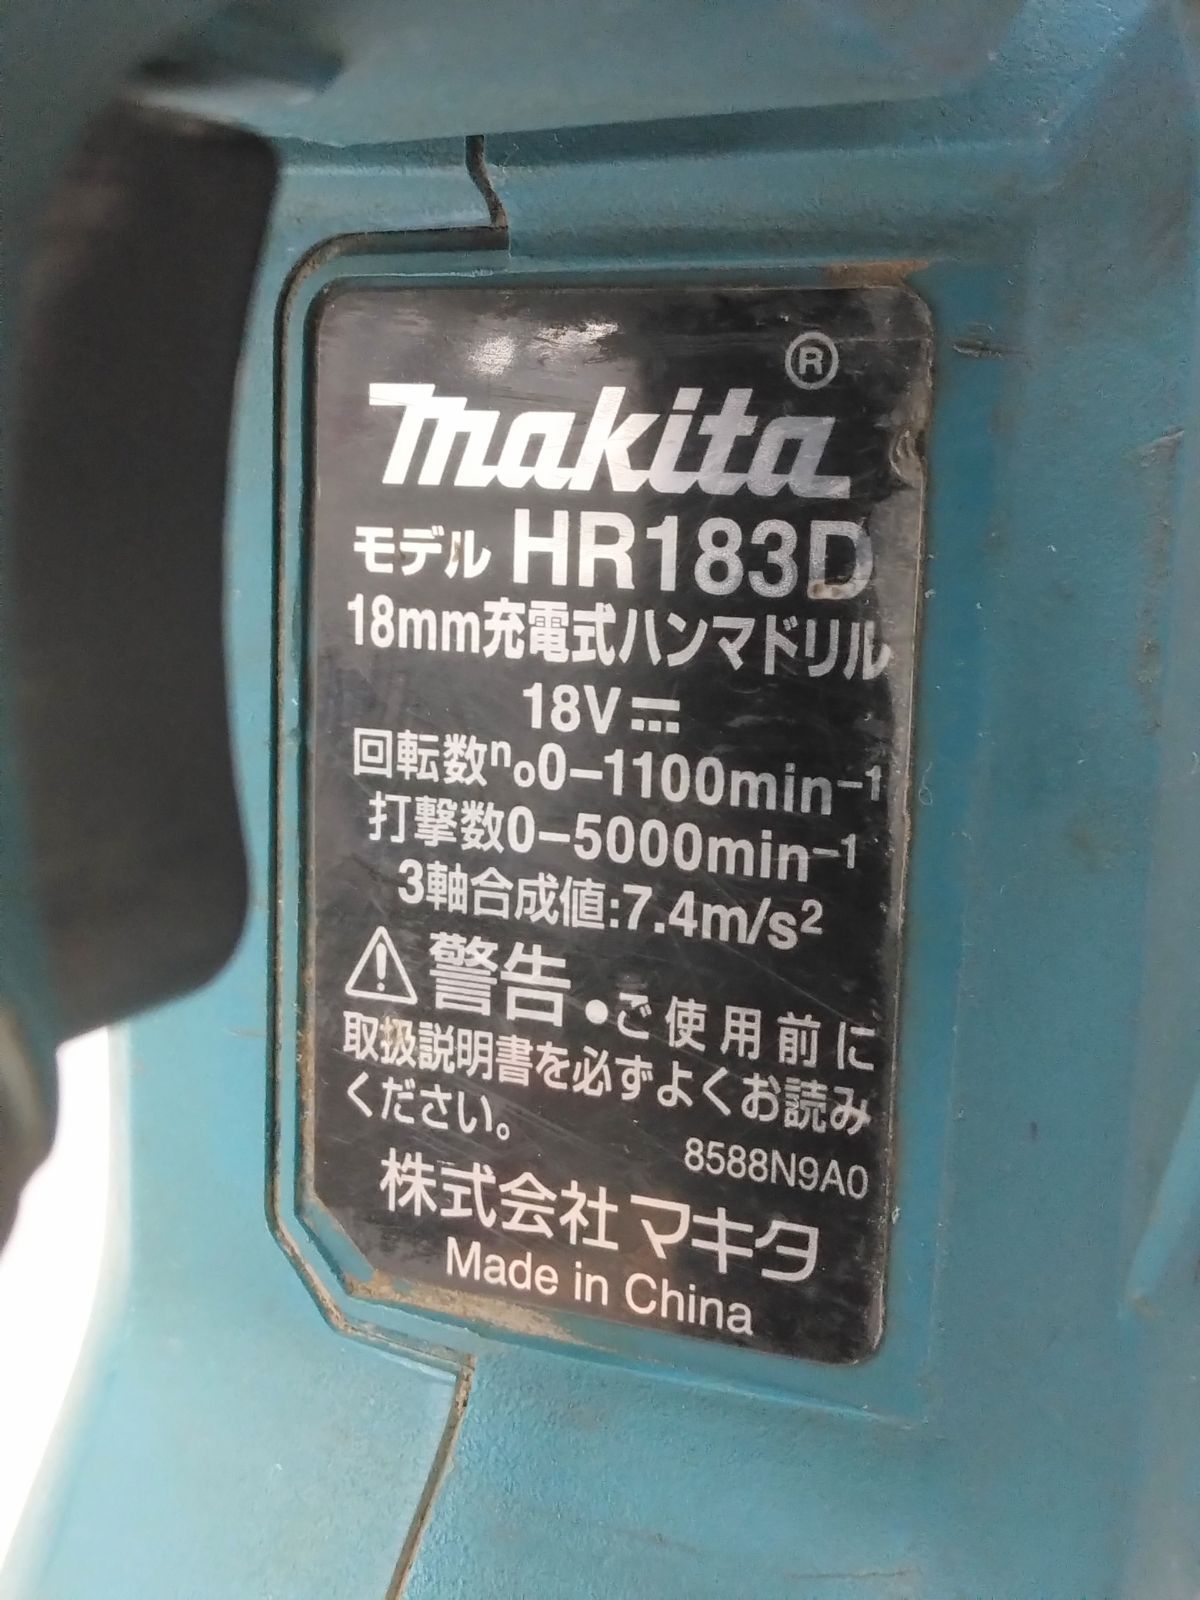 makita®
モデル HR183D
18mm充電式ハンマドリル
18V⎓
回転数n₀0-1100min⁻¹
打撃数0-5000min⁻¹
3軸合成値:7.4m/s²
⚠警告●ご使用前に
取扱説明書を必ずよくお読み
ください。
8588N9A0
株式会社マキタ
Made in China